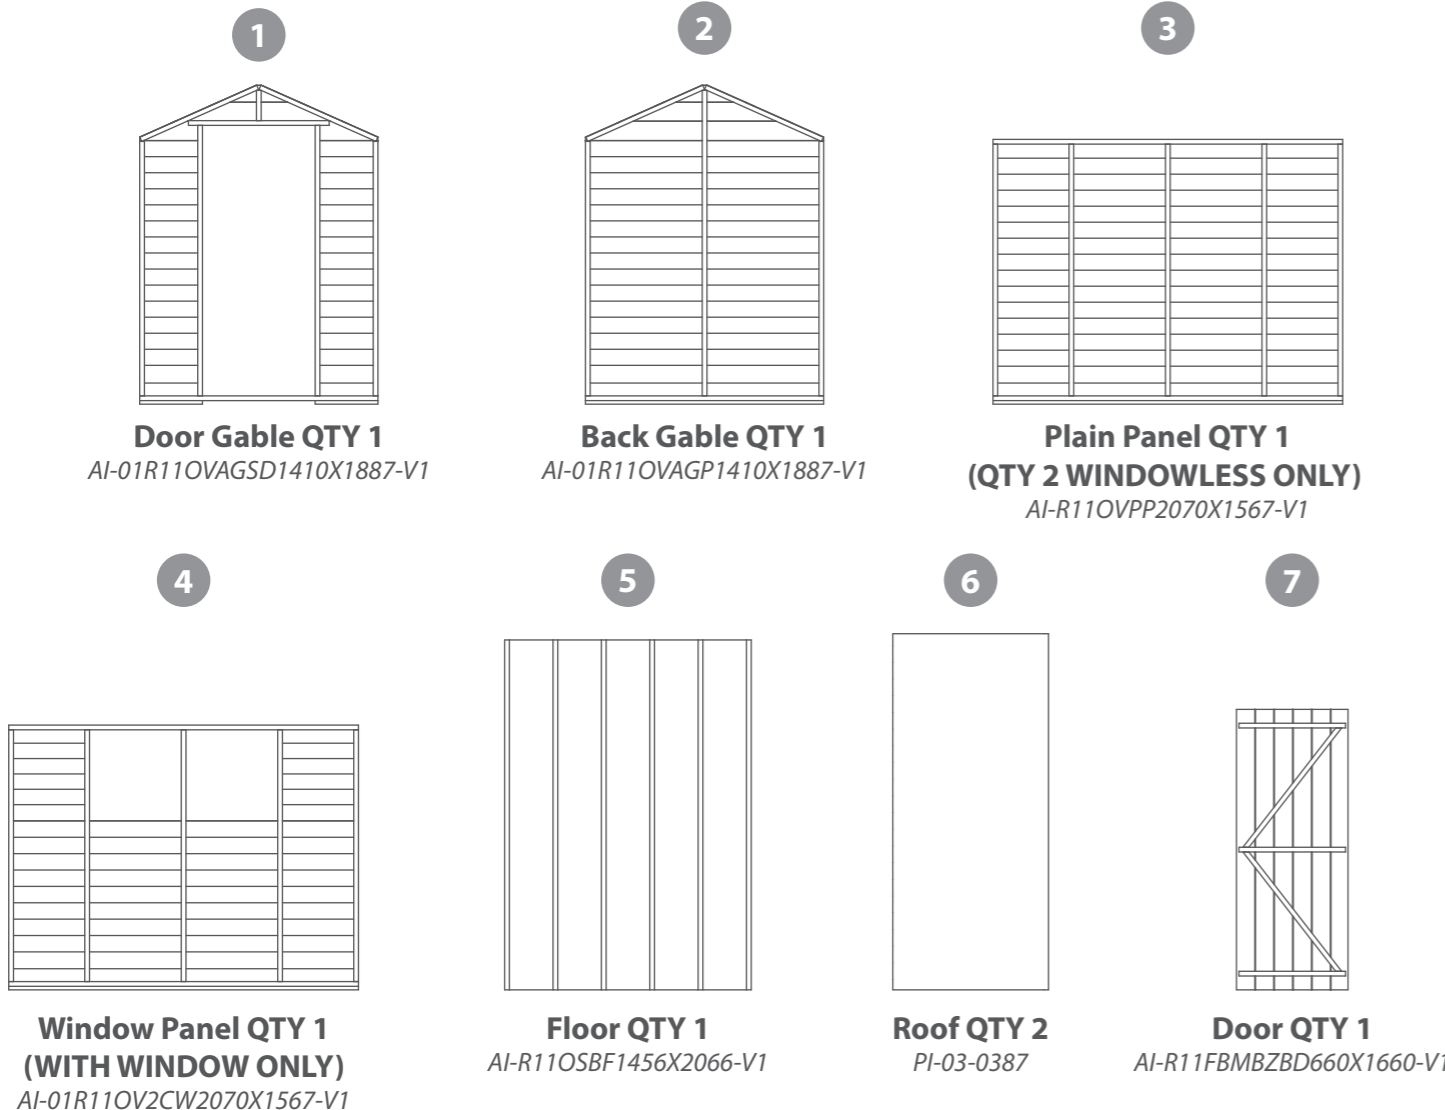 1
Door Gable QTY 1
AI-01R11OVAGSD1410X1887-V1
2
Back Gable QTY 1
AI-01R11OVAGP1410X1887-V1
3
Plain Panel QTY 1
(QTY 2 WINDOWLESS ONLY)
AI-R11OVPP2070X1567-V1
4
Window Panel QTY 1
(WITH WINDOW ONLY)
AI-01R11OV2CW2070X1567-V1
5
Floor QTY 1
AI-R11OSBF1456X2066-V1
6
Roof QTY 2
PI-03-0387
7
Door QTY 1
AI-R11FBMBZBD660X1660-V1